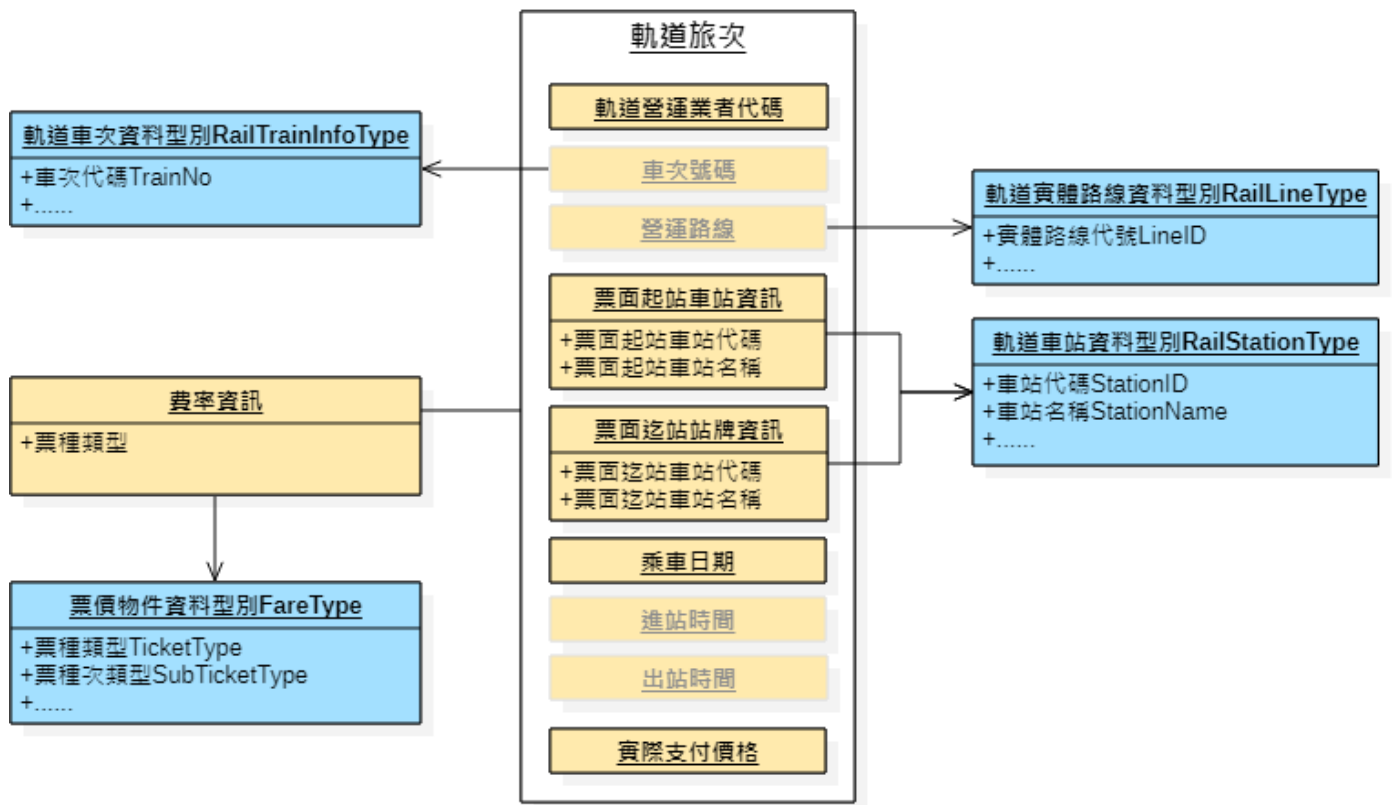 軌道旅次
軌道營運業者代碼
車次號碼
營運路線
票面起站車站資訊
+票面起站車站代碼
+票面起站車站名稱
票面迄站站牌資訊
+票面迄站車站代碼
+票面迄站車站名稱
乘車日期
進站時間
出站時間
實際支付價格
軌道車次資料型別RailTrainInfoType
+車次代碼TrainNo
+......
費率資訊
+票種類型
票價物件資料型別FareType
+票種類型TicketType
+票種次類型SubTicketType
+......
軌道實體路線資料型別RailLineType
+實體路線代號LineID
+......
軌道車站資料型別RailStationType
+車站代碼StationID
+車站名稱StationName
+......